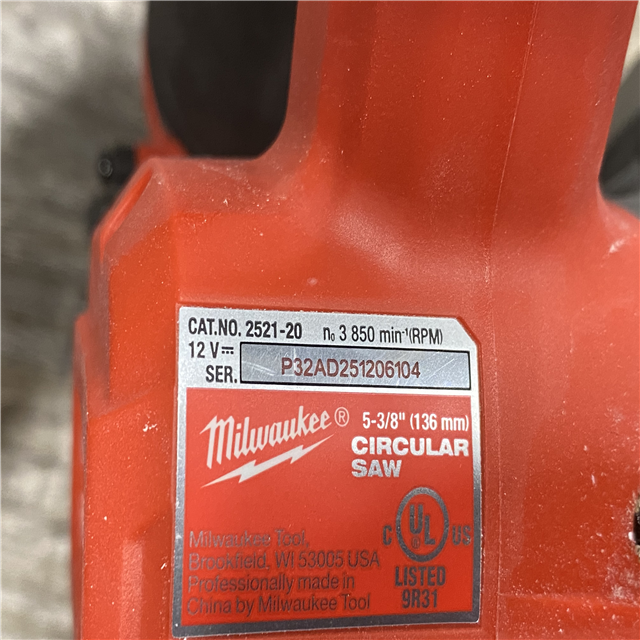 CAT.NO. 2521-20 n₀ 3 850 min⁻¹(RPM)
12 V⎓
SER. P32AD251206104
Milwaukee®
5-3/8" (136 mm)
CIRCULAR
SAW
Milwaukee Tool,
Brookfield, WI 53005 USA
Professionally made in
China by Milwaukee Tool
C UL US
LISTED
9R31